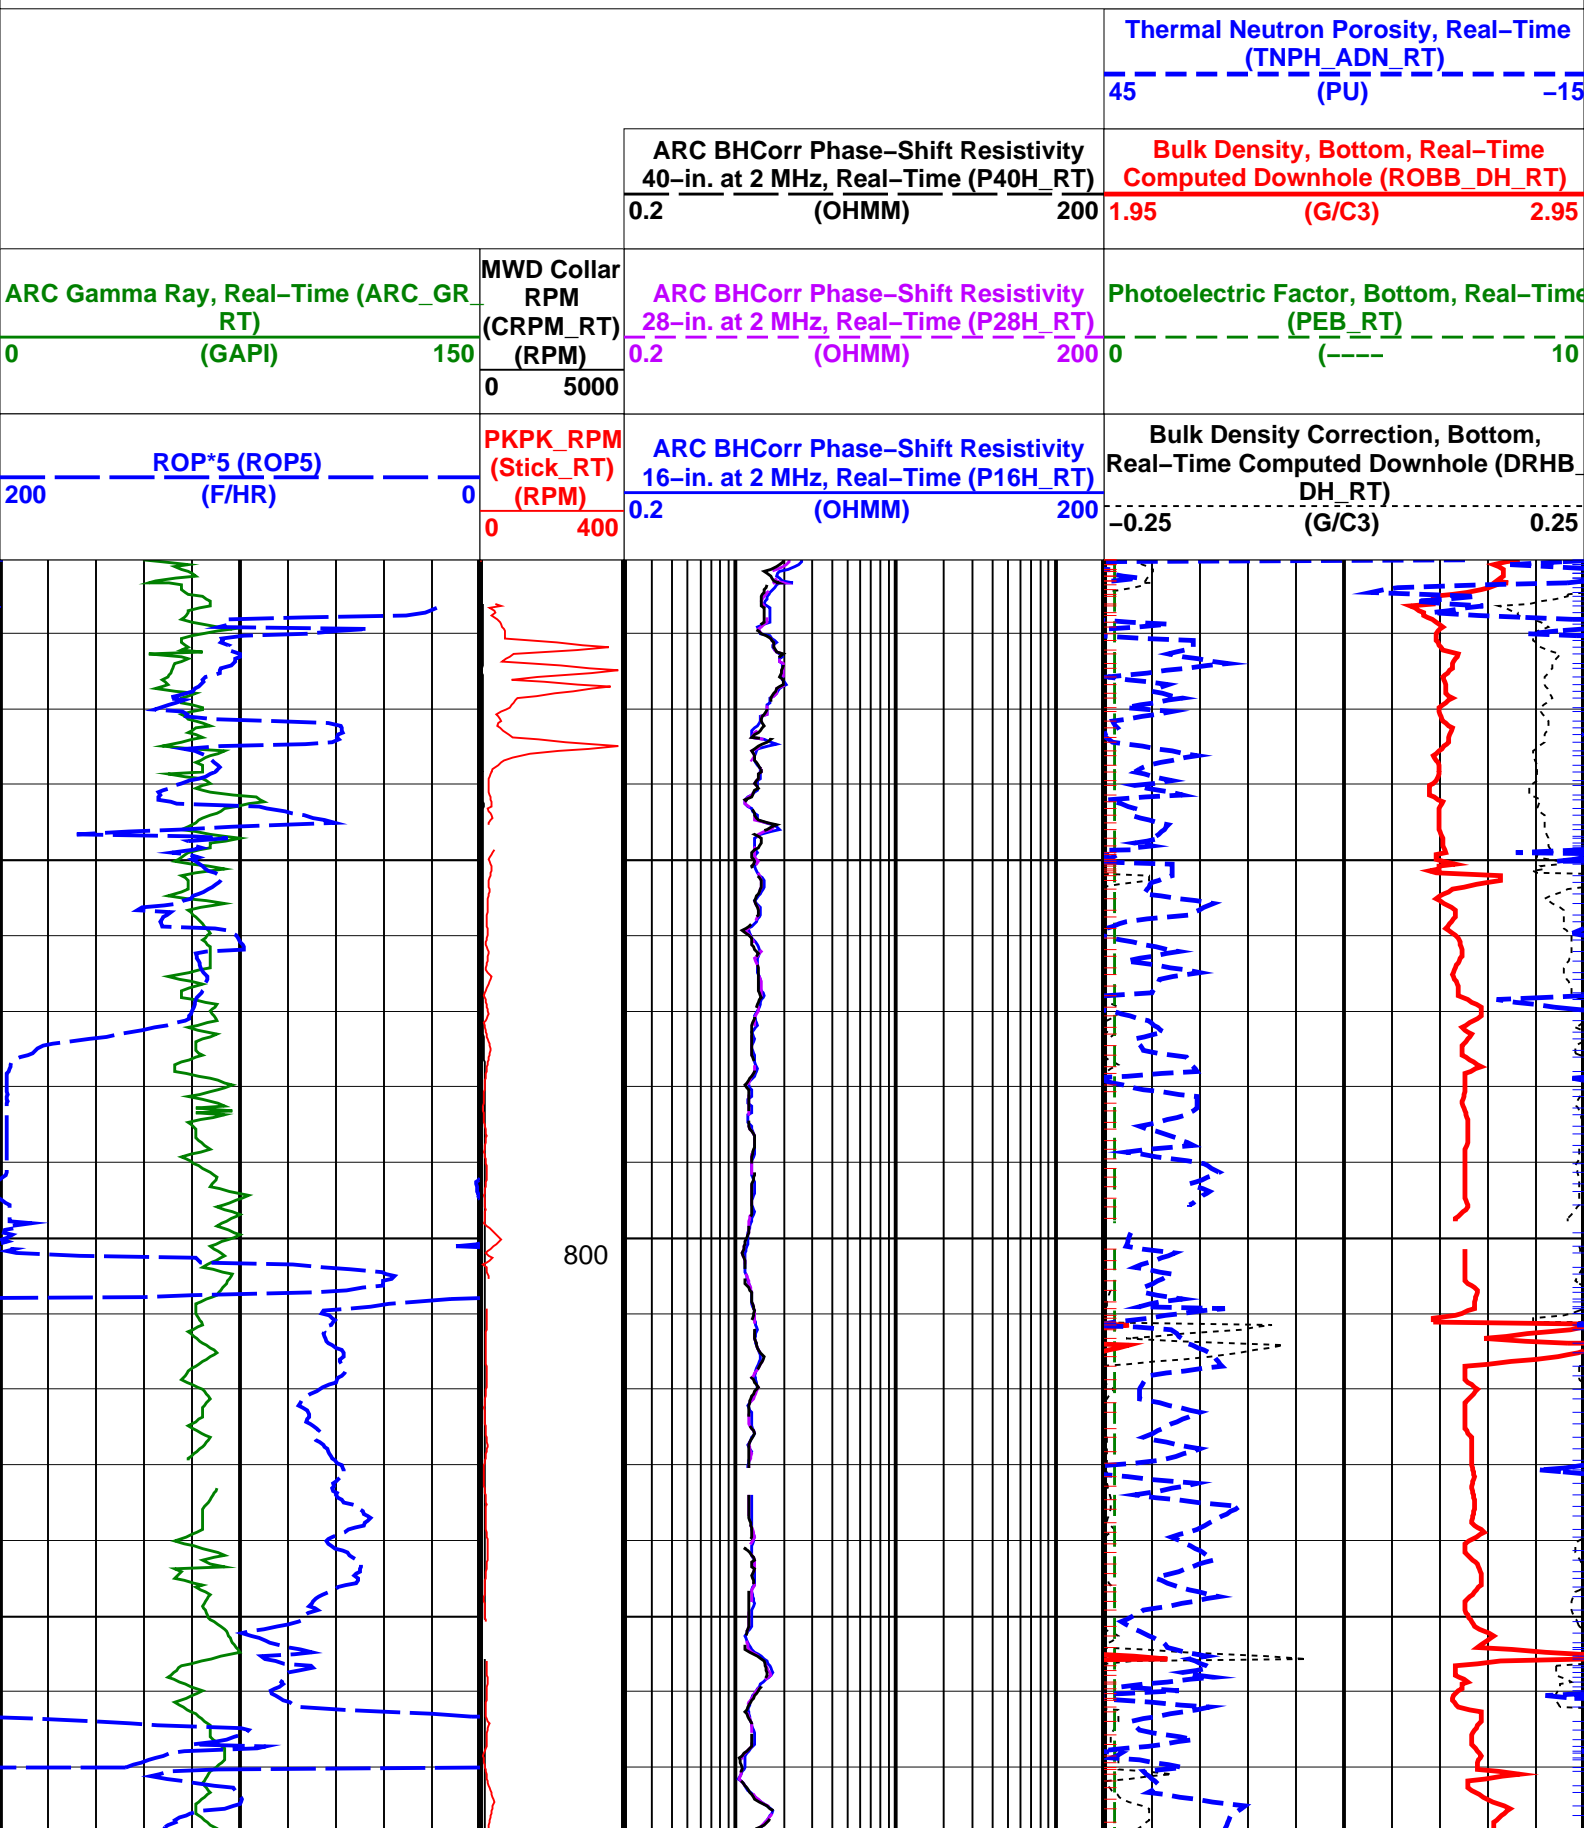 Thermal Neutron Porosity, Real–Time
(TNPH_ADN_RT)
45 (PU) –15
ARC BHCorr Phase–Shift Resistivity
40–in. at 2 MHz, Real–Time (P40H_RT)
0.2 (OHMM) 200
Bulk Density, Bottom, Real–Time
Computed Downhole (ROBB_DH_RT)
1.95 (G/C3) 2.95
ARC Gamma Ray, Real–Time (ARC_GR_
RT)
0 (GAPI) 150
MWD Collar
RPM
(CRPM_RT)
(RPM)
0 5000
ARC BHCorr Phase–Shift Resistivity
28–in. at 2 MHz, Real–Time (P28H_RT)
0.2 (OHMM) 200
Photoelectric Factor, Bottom, Real–Time
(PEB_RT)
0 (–––– 10
ROP*5 (ROP5)
200 (F/HR) 0
PKPK_RPM
(Stick_RT)
(RPM)
0 400
ARC BHCorr Phase–Shift Resistivity
16–in. at 2 MHz, Real–Time (P16H_RT)
0.2 (OHMM) 200
Bulk Density Correction, Bottom,
Real–Time Computed Downhole (DRHB_
DH_RT)
–0.25 (G/C3) 0.25
800